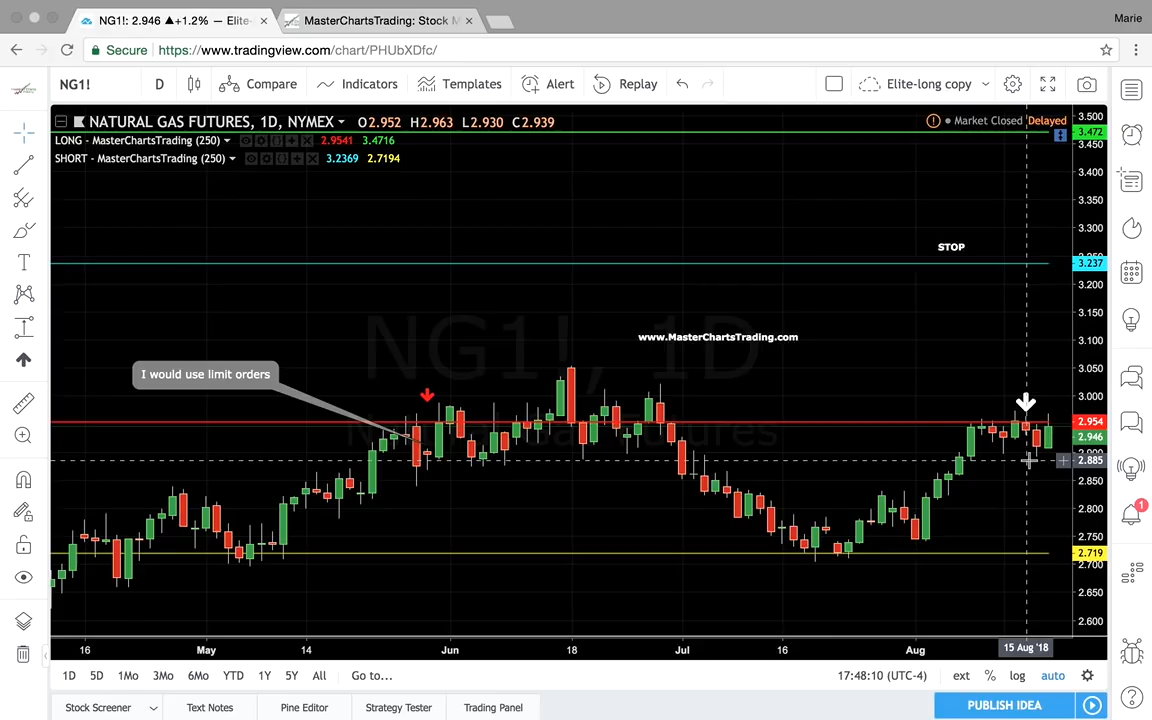 NG1!: 2.946 ▲+1.2% — Elite-
MasterChartsTrading: Stock M
Marie
Secure
https://www.tradingview.com/chart/PHUbXDfc/
NG1!
D
Compare
Indicators
Templates
Alert
Replay
Elite-long copy
NATURAL GAS FUTURES, 1D, NYMEX
O2.952 H2.963 L2.930 C2.939
Market Closed
Delayed
LONG - MasterChartsTrading (250) 2.9541 3.4716
SHORT - MasterChartsTrading (250) 3.2369 2.7194
3.500
3.472
3.450
3.400
3.350
3.300
STOP
3.237
3.200
3.150
www.MasterChartsTrading.com
3.100
NG1!, 1D
I would use limit orders
3.050
3.000
2.954
Natural Gas Futures
2.946
2.885
2.850
2.800
2.750
2.719
2.700
2.650
2.600
16
May
14
Jun
18
Jul
16
Aug
15 Aug '18
1D 5D 1Mo 3Mo 6Mo YTD 1Y 5Y All Go to...
17:48:10 (UTC-4)
ext % log auto
Stock Screener
Text Notes
Pine Editor
Strategy Tester
Trading Panel
PUBLISH IDEA
1